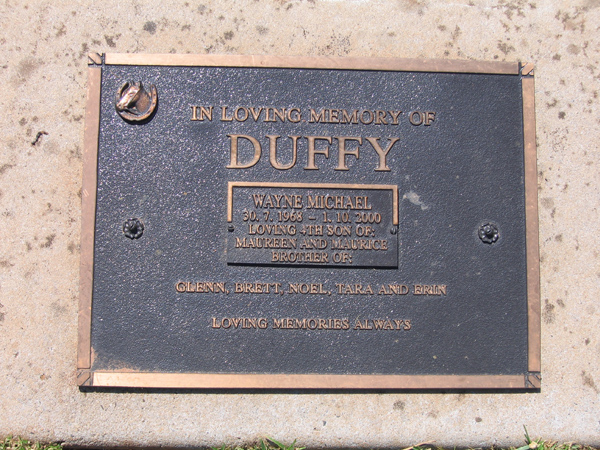 IN LOVING MEMORY OF
DUFFY
WAYNE MICHAEL
30. 7. 1968 – 1. 10. 2000
LOVING 4TH SON OF:
MAUREEN AND MAURICE
BROTHER OF:
GLENN, BRETT, NOEL, TARA AND ERIN
LOVING MEMORIES ALWAYS